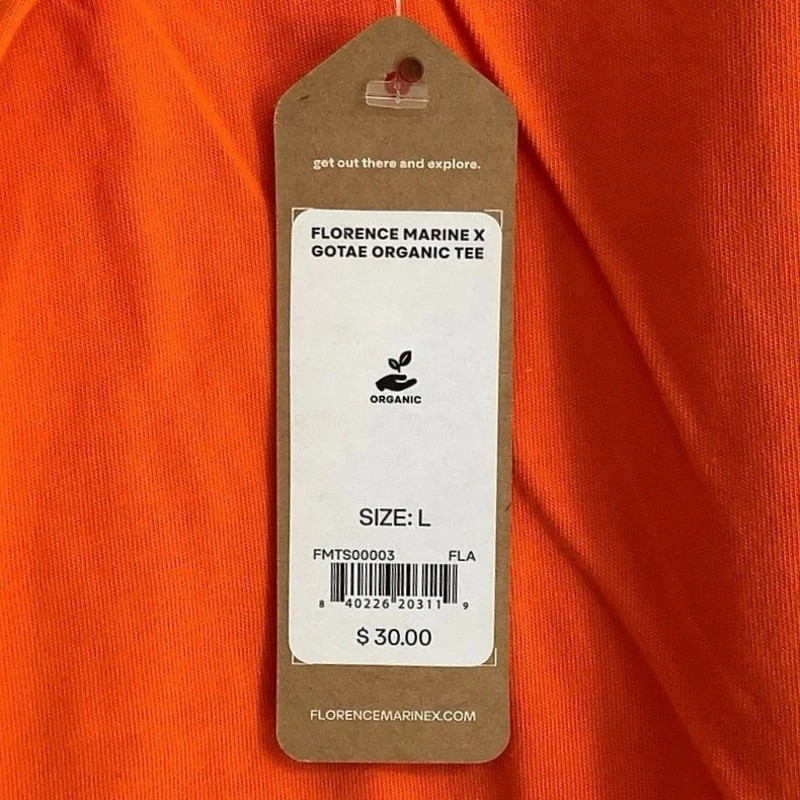 get out there and explore.
FLORENCE MARINE X
GOTAE ORGANIC TEE
ORGANIC
SIZE: L
FMTS00003 FLA
8 40226 20311 9
$ 30.00
FLORENCEMARINEX.COM